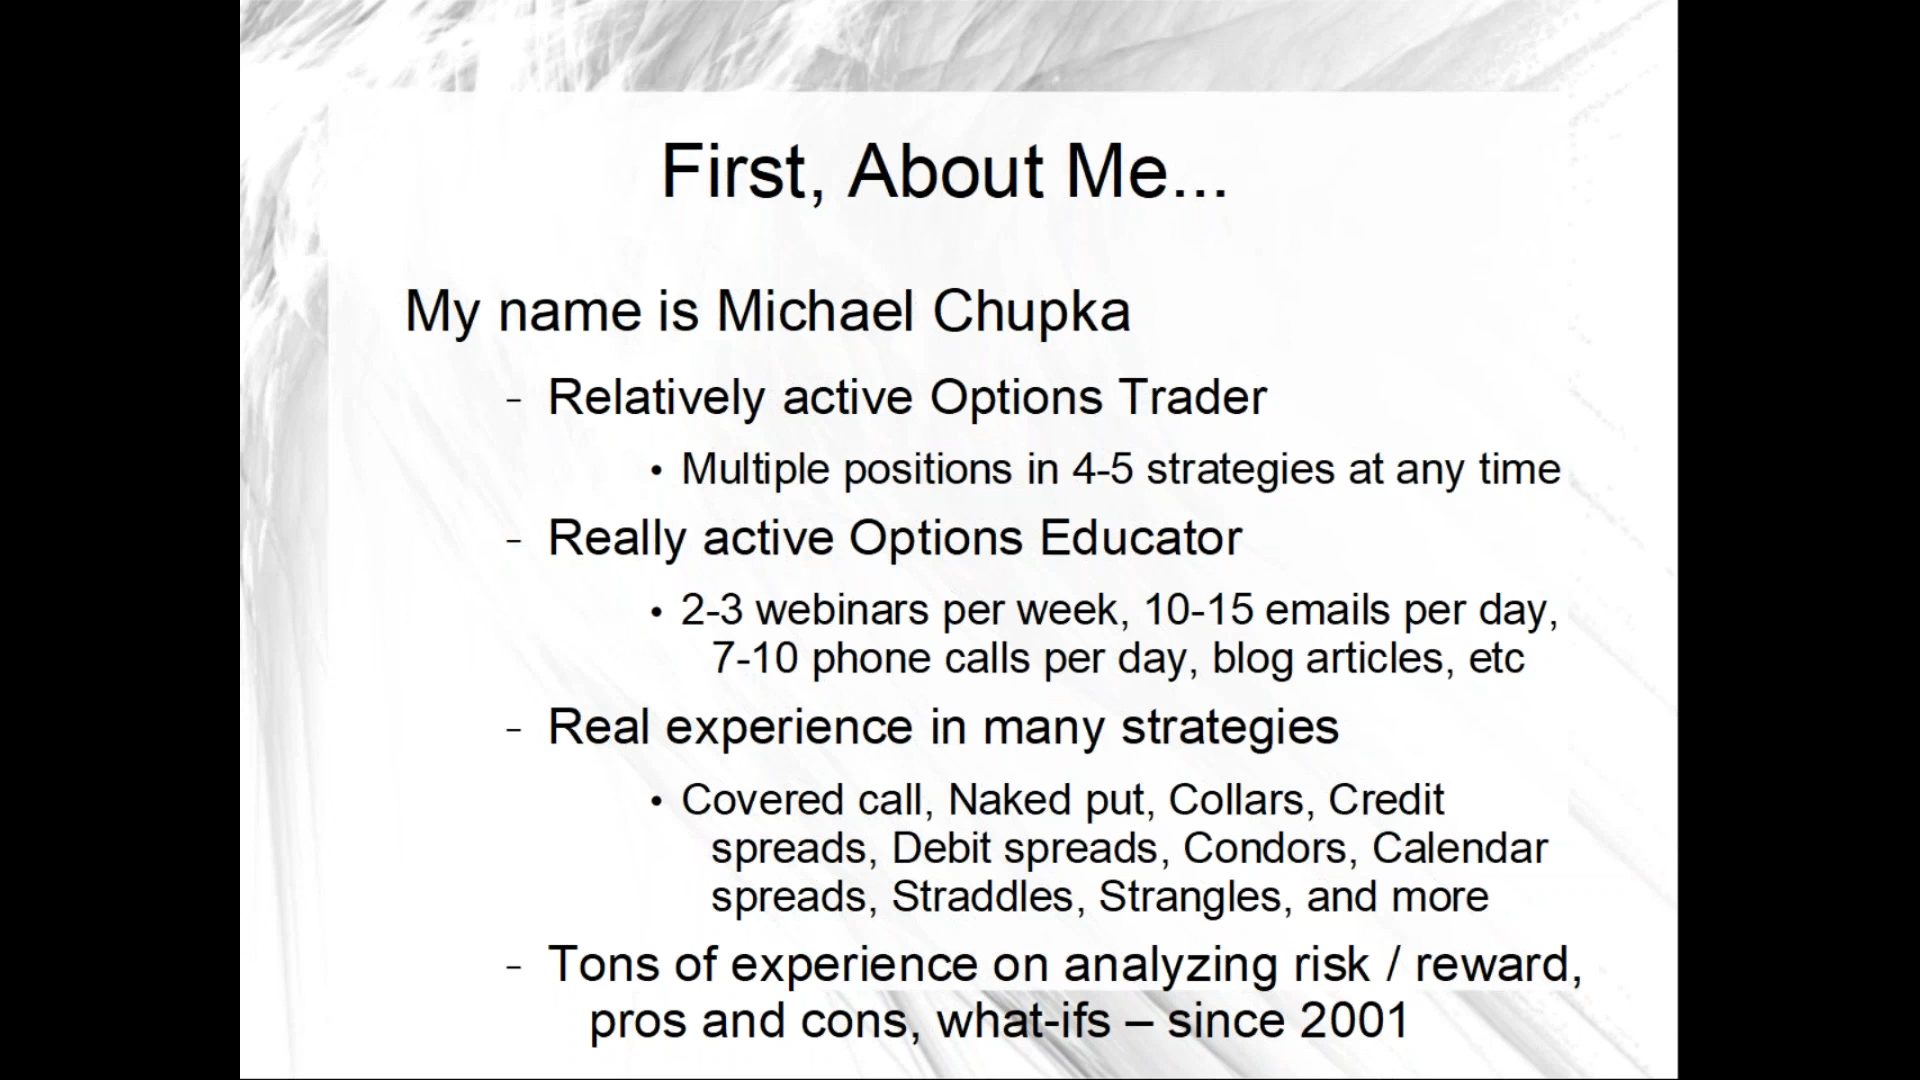 First, About Me...
My name is Michael Chupka
- Relatively active Options Trader
• Multiple positions in 4-5 strategies at any time
- Really active Options Educator
• 2-3 webinars per week, 10-15 emails per day,
7-10 phone calls per day, blog articles, etc
- Real experience in many strategies
• Covered call, Naked put, Collars, Credit
spreads, Debit spreads, Condors, Calendar
spreads, Straddles, Strangles, and more
- Tons of experience on analyzing risk / reward,
pros and cons, what-ifs – since 2001